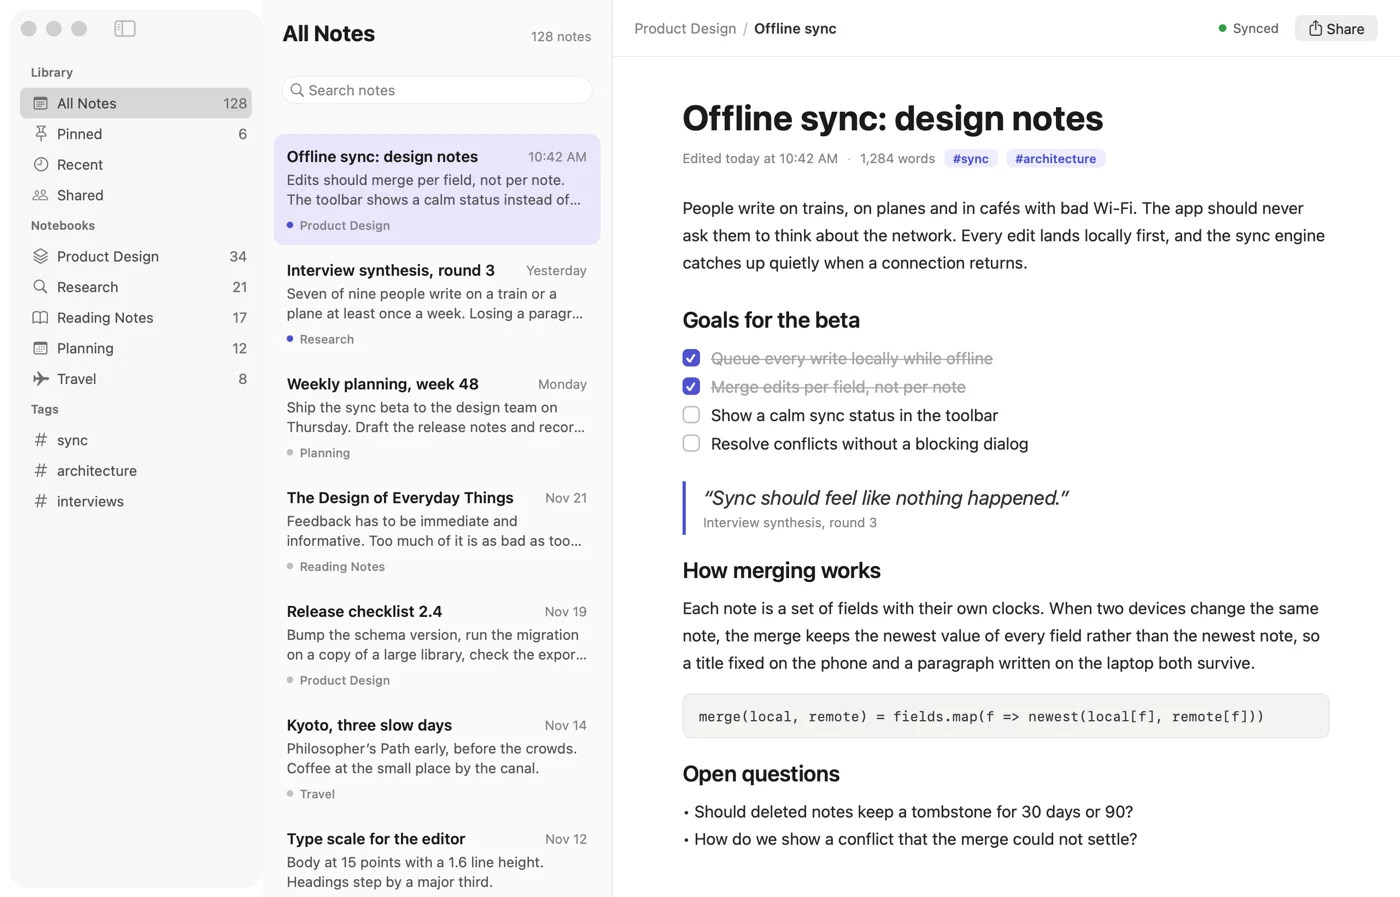 Library
All Notes 128
Pinned 6
Recent
Shared
Notebooks
Product Design 34
Research 21
Reading Notes 17
Planning 12
Travel 8
Tags
# sync
# architecture
# interviews
All Notes 128 notes
Search notes
Offline sync: design notes 10:42 AM
Edits should merge per field, not per note.
The toolbar shows a calm status instead of…
Product Design
Interview synthesis, round 3 Yesterday
Seven of nine people write on a train or a
plane at least once a week. Losing a paragr…
Research
Weekly planning, week 48 Monday
Ship the sync beta to the design team on
Thursday. Draft the release notes and recor…
Planning
The Design of Everyday Things Nov 21
Feedback has to be immediate and
informative. Too much of it is as bad as too…
Reading Notes
Release checklist 2.4 Nov 19
Bump the schema version, run the migration
on a copy of a large library, check the expor…
Product Design
Kyoto, three slow days Nov 14
Philosopher’s Path early, before the crowds.
Coffee at the small place by the canal.
Travel
Type scale for the editor Nov 12
Body at 15 points with a 1.6 line height.
Headings step by a major third.
Product Design / Offline sync
Synced Share
Offline sync: design notes
Edited today at 10:42 AM · 1,284 words #sync #architecture
People write on trains, on planes and in cafés with bad Wi-Fi. The app should never
ask them to think about the network. Every edit lands locally first, and the sync engine
catches up quietly when a connection returns.
Goals for the beta
Queue every write locally while offline
Merge edits per field, not per note
Show a calm sync status in the toolbar
Resolve conflicts without a blocking dialog
“Sync should feel like nothing happened.”
Interview synthesis, round 3
How merging works
Each note is a set of fields with their own clocks. When two devices change the same
note, the merge keeps the newest value of every field rather than the newest note, so
a title fixed on the phone and a paragraph written on the laptop both survive.
merge(local, remote) = fields.map(f => newest(local[f], remote[f]))
Open questions
• Should deleted notes keep a tombstone for 30 days or 90?
• How do we show a conflict that the merge could not settle?